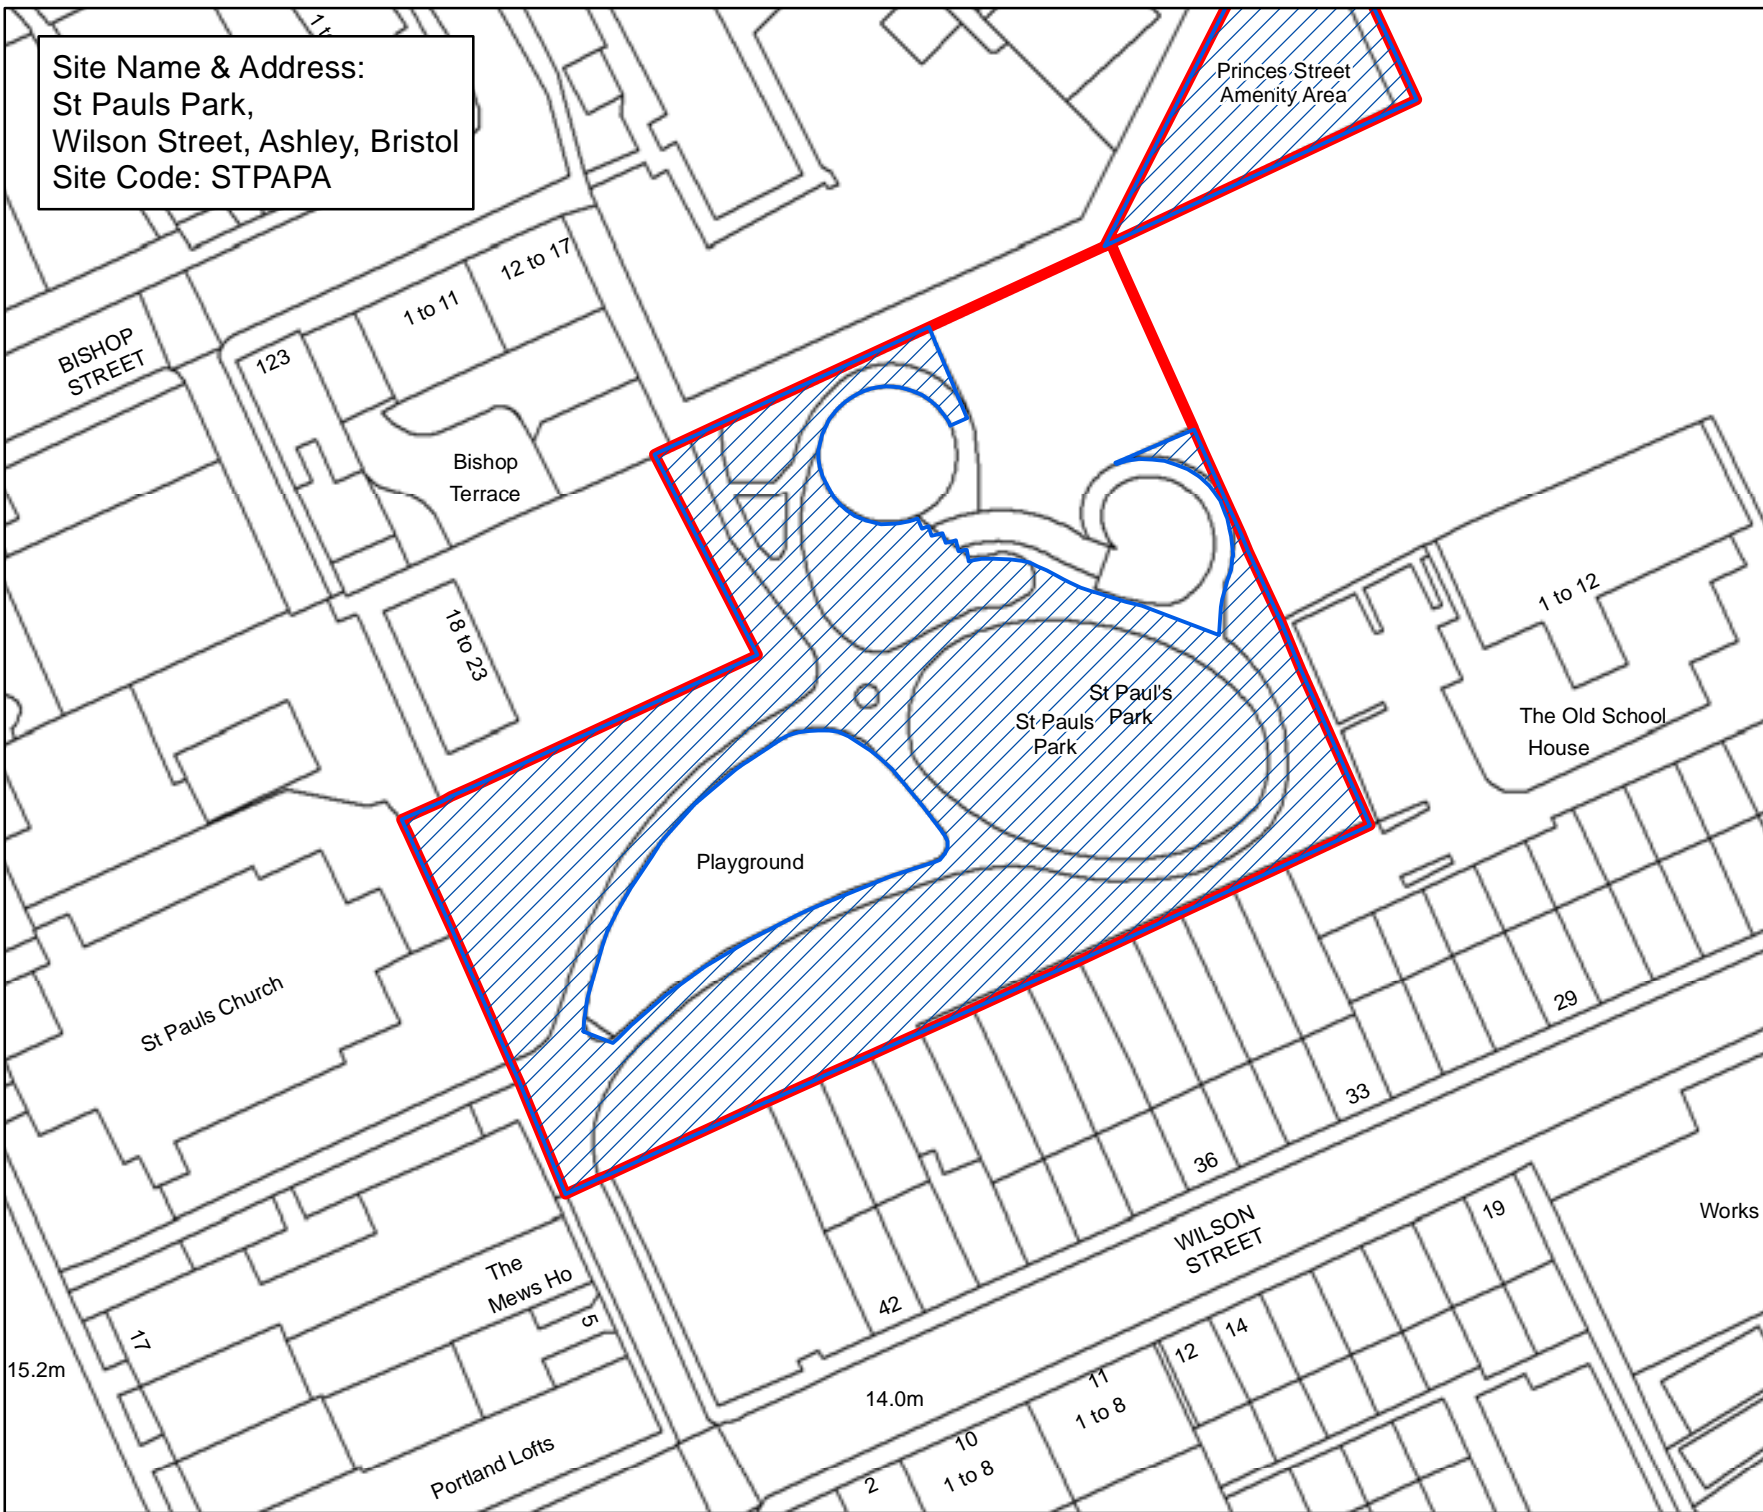 Site Name & Address:
St Pauls Park,
Wilson Street, Ashley, Bristol
Site Code: STPAPA
Princes Street
Amenity Area
12 to 17
1 to 11
BISHOP
STREET
123
Bishop
Terrace
18 to 23
1 to 12
St Paul's
Park
St Pauls
Park
The Old School
House
Playground
St Pauls Church
29
33
36
42
WILSON
STREET
19
Works
The
Mews Ho
5
17
15.2m
14.0m
14
12
11
1 to 8
10
1 to 8
2
Portland Lofts